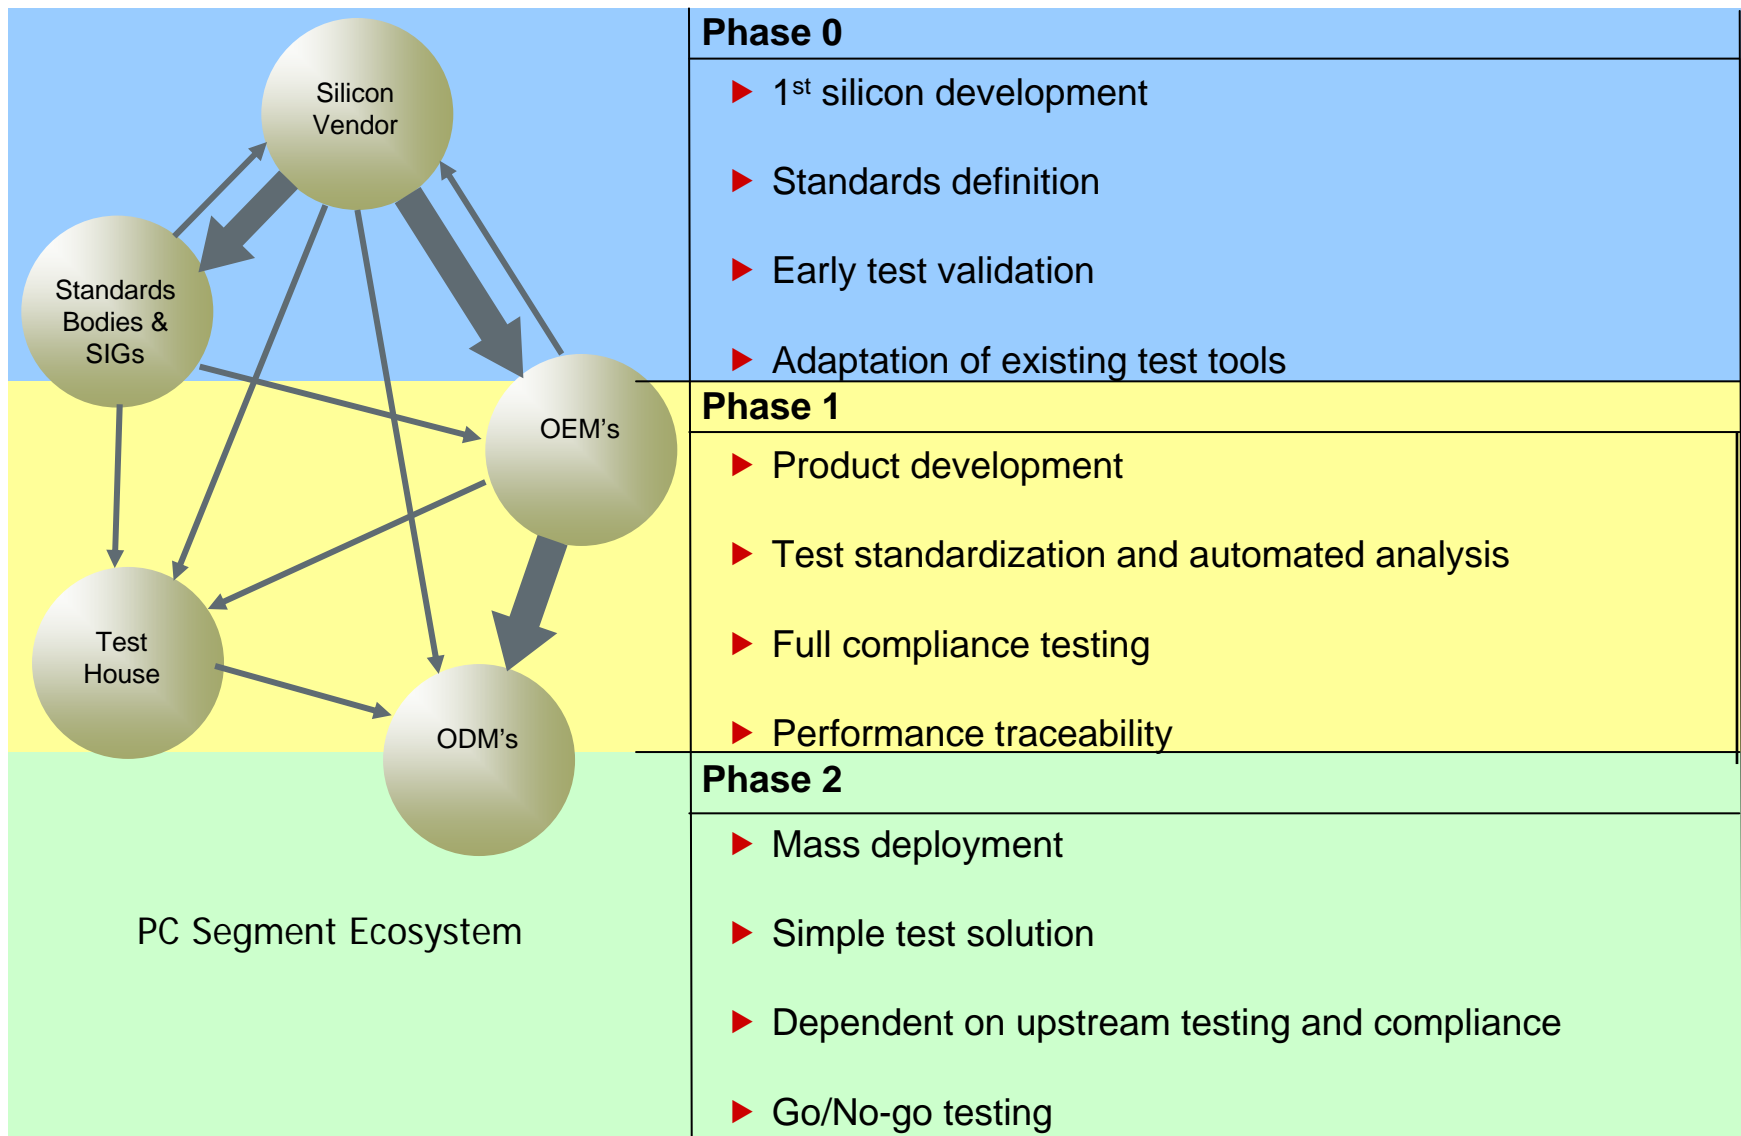 Silicon
Vendor
Standards
Bodies &
SIGs
OEM's
Test
House
ODM's
PC Segment Ecosystem
Phase 0
1st silicon development
Standards definition
Early test validation
Adaptation of existing test tools
Phase 1
Product development
Test standardization and automated analysis
Full compliance testing
Performance traceability
Phase 2
Mass deployment
Simple test solution
Dependent on upstream testing and compliance
Go/No-go testing